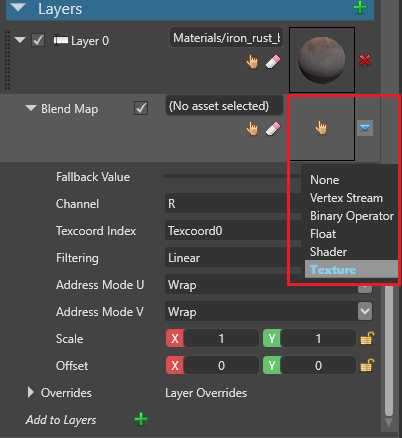 Layers
Layer 0
Materials/iron_rust_b
Blend Map
(No asset selected)
Fallback Value
None
Channel
R
Vertex Stream
Binary Operator
Texcoord Index
Texcoord0
Float
Shader
Filtering
Linear
Texture
Address Mode U
Wrap
Address Mode V
Wrap
Scale
X 1 Y 1
Offset
X 0 Y 0
Overrides
Layer Overrides
Add to Layers